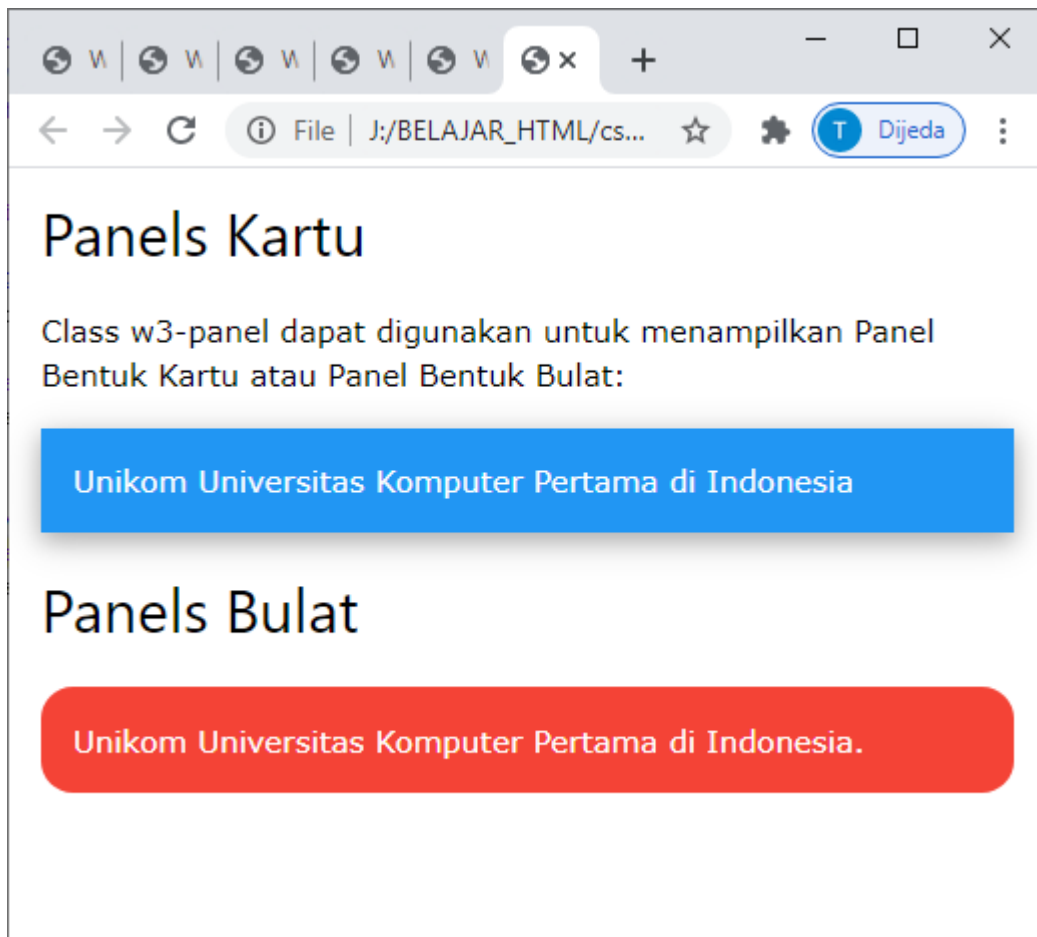 W W W W W
File | J:/BELAJAR_HTML/cs... T Dijeda
Panels Kartu
Class w3-panel dapat digunakan untuk menampilkan Panel
Bentuk Kartu atau Panel Bentuk Bulat:
Unikom Universitas Komputer Pertama di Indonesia
Panels Bulat
Unikom Universitas Komputer Pertama di Indonesia.